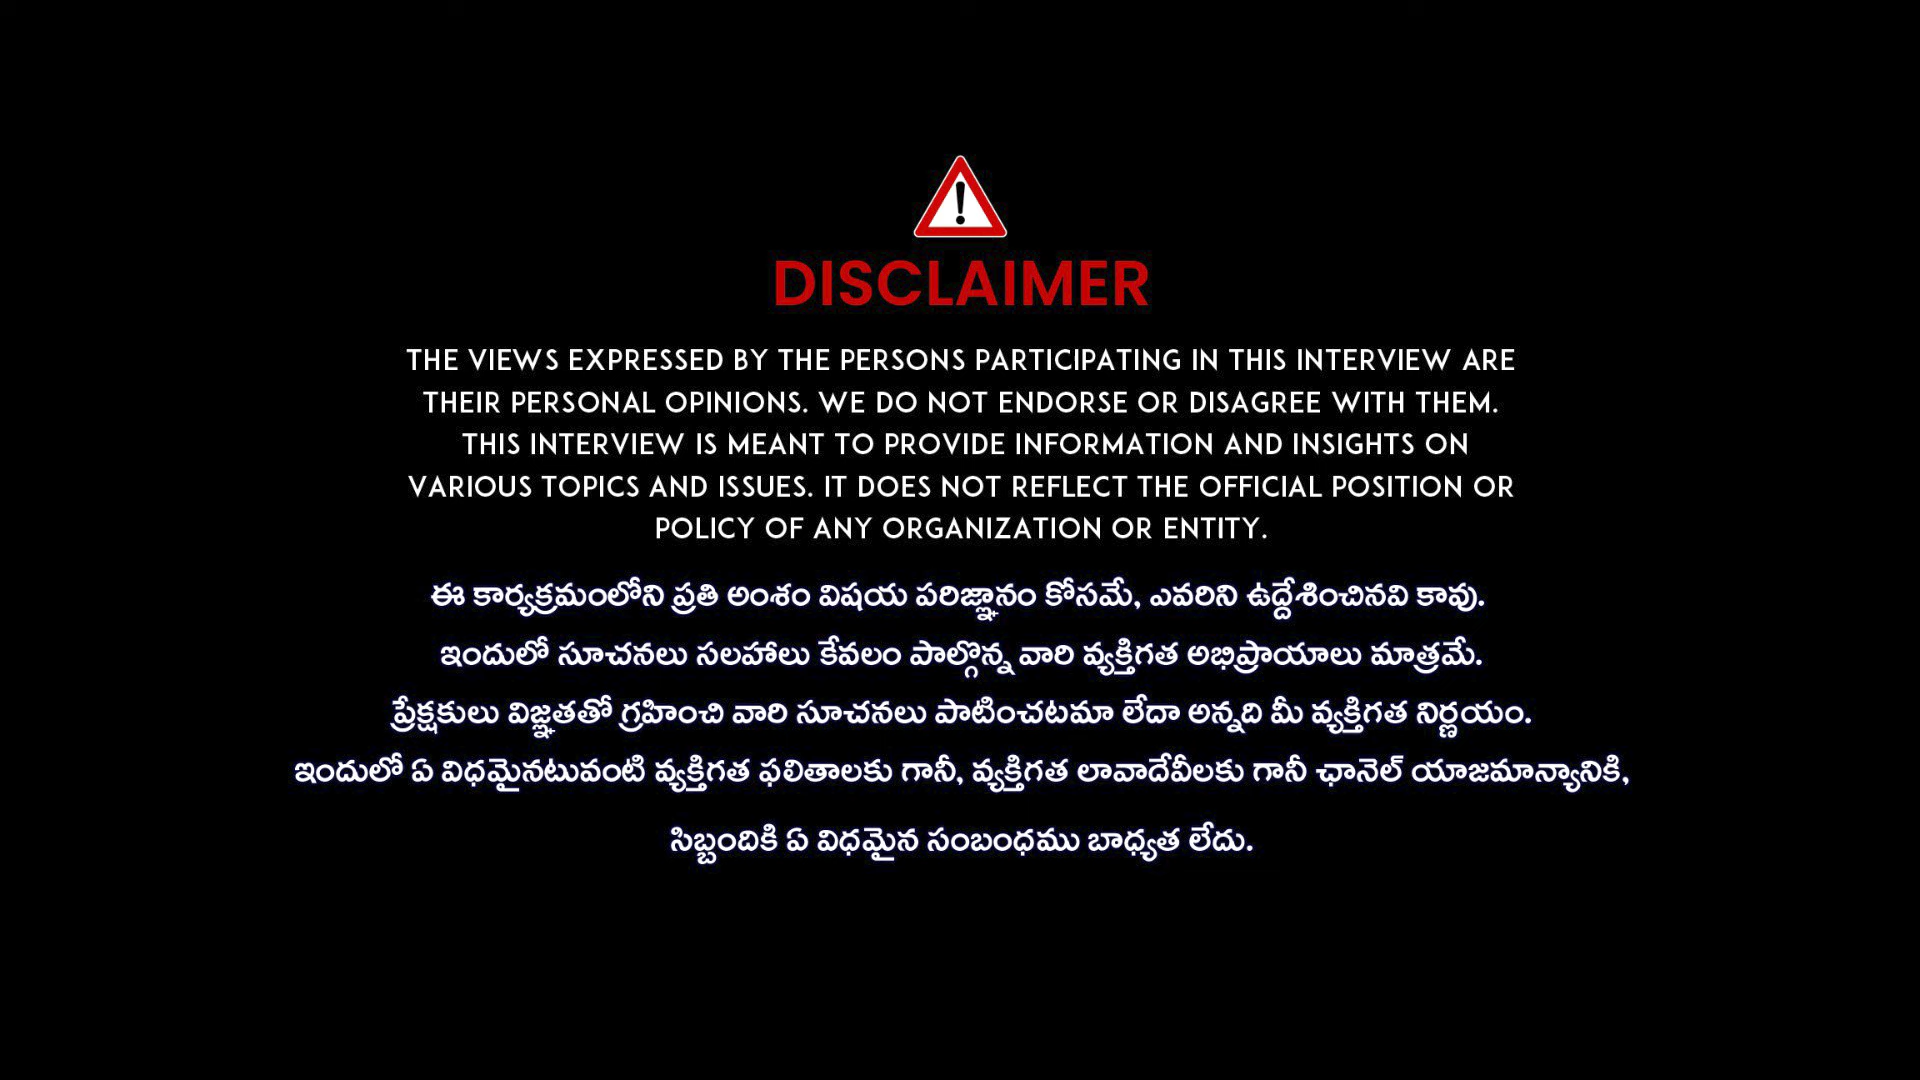 DISCLAIMER
THE VIEWS EXPRESSED BY THE PERSONS PARTICIPATING IN THIS INTERVIEW ARE
THEIR PERSONAL OPINIONS. WE DO NOT ENDORSE OR DISAGREE WITH THEM.
THIS INTERVIEW IS MEANT TO PROVIDE INFORMATION AND INSIGHTS ON
VARIOUS TOPICS AND ISSUES. IT DOES NOT REFLECT THE OFFICIAL POSITION OR
POLICY OF ANY ORGANIZATION OR ENTITY.
ఈ కార్యక్రమంలోని ప్రతి అంశం విషయ పరిజ్ఞానం కోసమే, ఎవరిని ఉద్దేశించినవి కావు.
ఇందులో సూచనలు సలహాలు కేవలం పాల్గొన్న వారి వ్యక్తిగత అభిప్రాయాలు మాత్రమే.
ప్రేక్షకులు విజ్ఞతతో గ్రహించి వారి సూచనలు పాటించటమా లేదా అన్నది మీ వ్యక్తిగత నిర్ణయం.
ఇందులో ఏ విధమైనటువంటి వ్యక్తిగత ఫలితాలకు గానీ, వ్యక్తిగత లావాదేవీలకు గానీ ఛానెల్ యాజమాన్యానికి,
సిబ్బందికి ఏ విధమైన సంబంధము బాధ్యత లేదు.